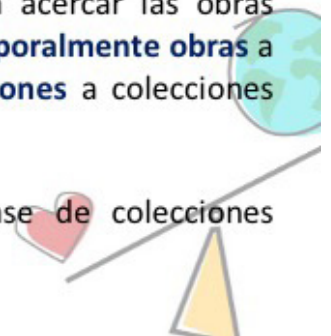 acercar las obras
poralmente obras a
ones a colecciones
se de colecciones